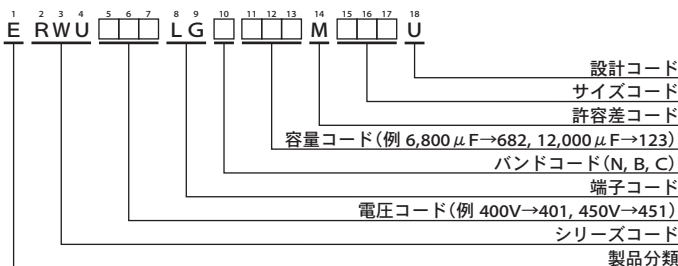 1 2 3 4 5 6 7 8 9 10 11 12 13 14 15 16 17 18
E RWU □□□ LG □ □□□ M □□□ U
設計コード
サイズコード
許容差コード
容量コード(例 6,800μF→682, 12,000μF→123)
バンドコード(N, B, C)
端子コード
電圧コード(例 400V→401, 450V→451)
シリーズコード
製品分類